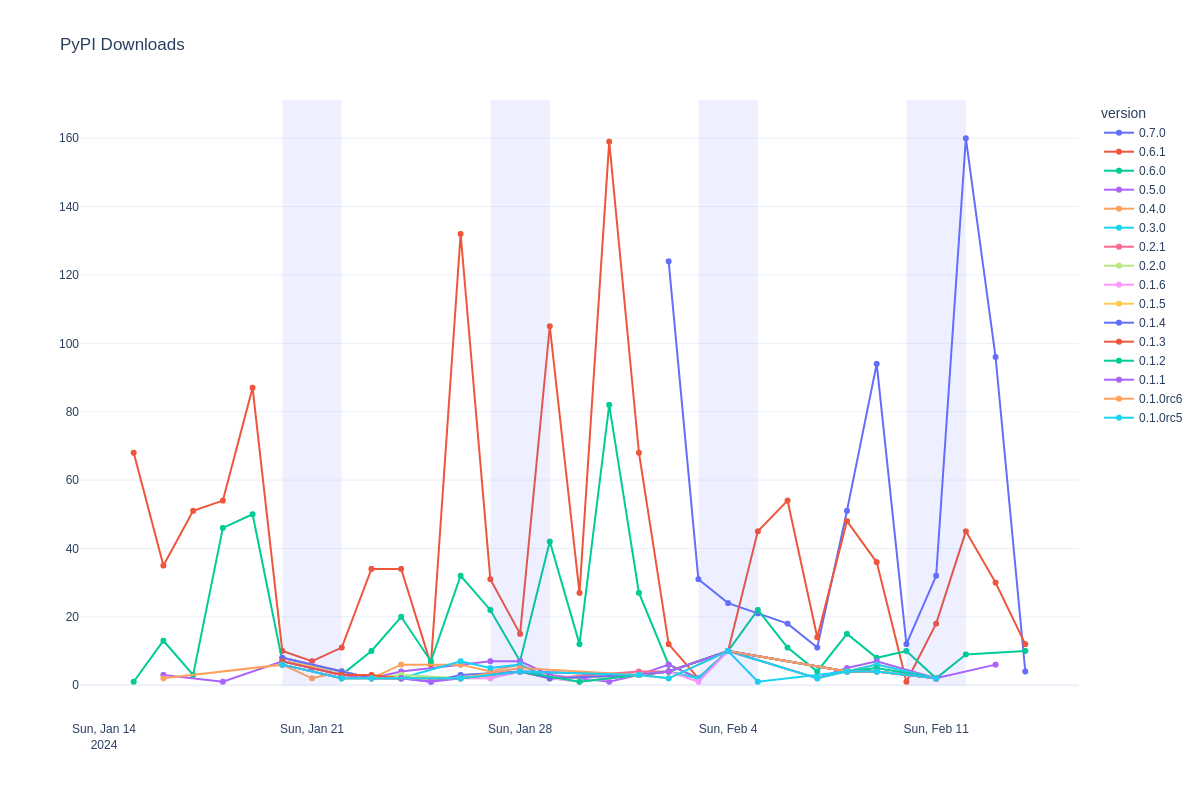 PyPI Downloads
160
140
120
100
80
60
40
20
0
Sun, Jan 14
2024
Sun, Jan 21
Sun, Jan 28
Sun, Feb 4
Sun, Feb 11
version
0.7.0
0.6.1
0.6.0
0.5.0
0.4.0
0.3.0
0.2.1
0.2.0
0.1.6
0.1.5
0.1.4
0.1.3
0.1.2
0.1.1
0.1.0rc6
0.1.0rc5